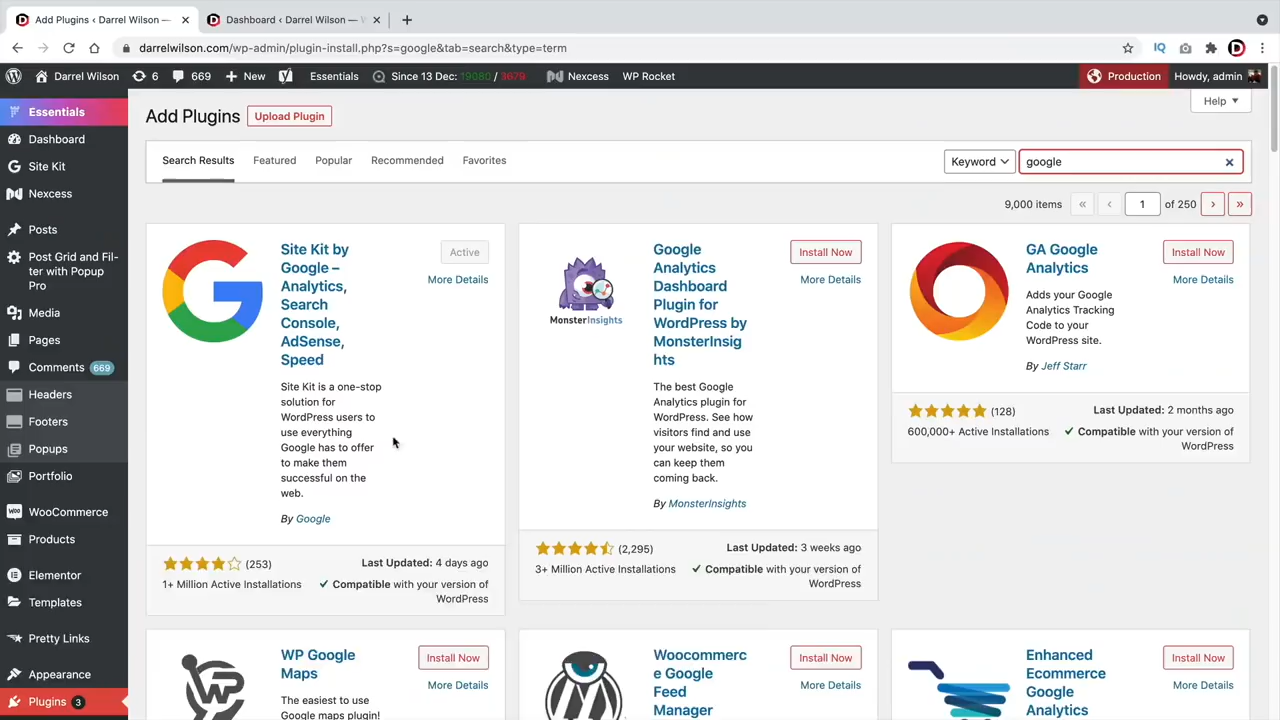 Add Plugins ‹ Darrel Wilson —
Dashboard ‹ Darrel Wilson —
darrelwilson.com/wp-admin/plugin-install.php?s=google&tab=search&type=term
IQ
Darrel Wilson
6
669
New
Essentials
Since 13 Dec: 19080 / 3679
Nexcess
WP Rocket
Production
Howdy, admin
Essentials
Dashboard
Site Kit
Nexcess
Posts
Post Grid and Fil-
ter with Popup
Pro
Media
Pages
Comments 669
Headers
Footers
Popups
Portfolio
WooCommerce
Products
Elementor
Templates
Pretty Links
Appearance
Plugins 3
Help
Add Plugins
Upload Plugin
Search Results
Featured
Popular
Recommended
Favorites
Keyword
google
9,000 items
«
‹
1
of 250
›
»
Site Kit by
Google –
Analytics,
Search
Console,
AdSense,
Speed
Active
More Details
Site Kit is a one-stop
solution for
WordPress users to
use everything
Google has to offer
to make them
successful on the
web.
By Google
(253)
1+ Million Active Installations
Last Updated: 4 days ago
Compatible with your version of
WordPress
MonsterInsights
Google
Analytics
Dashboard
Plugin for
WordPress by
MonsterInsig
hts
Install Now
More Details
The best Google
Analytics plugin for
WordPress. See how
visitors find and use
your website, so you
can keep them
coming back.
By MonsterInsights
(2,295)
3+ Million Active Installations
Last Updated: 3 weeks ago
Compatible with your version of
WordPress
GA Google
Analytics
Install Now
More Details
Adds your Google
Analytics Tracking
Code to your
WordPress site.
By Jeff Starr
(128)
600,000+ Active Installations
Last Updated: 2 months ago
Compatible with your version of
WordPress
WP Google
Maps
Install Now
More Details
The easiest to use
Google maps plugin!
Woocommerc
e Google
Feed
Manager
Install Now
More Details
Enhanced
Ecommerce
Google
Analytics
Install Now
More Details